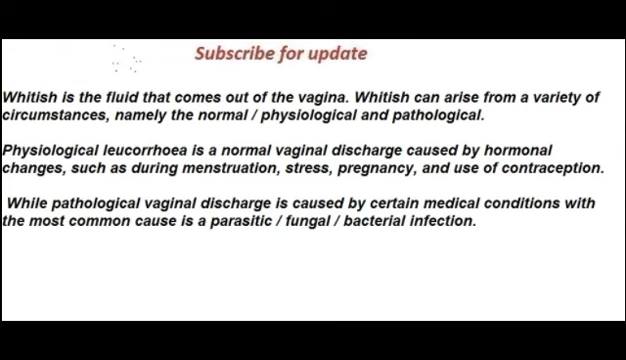 Subscribe for update
Whitish is the fluid that comes out of the vagina. Whitish can arise from a variety of
circumstances, namely the normal / physiological and pathological.
Physiological leucorrhoea is a normal vaginal discharge caused by hormonal
changes, such as during menstruation, stress, pregnancy, and use of contraception.
While pathological vaginal discharge is caused by certain medical conditions with
the most common cause is a parasitic / fungal / bacterial infection.